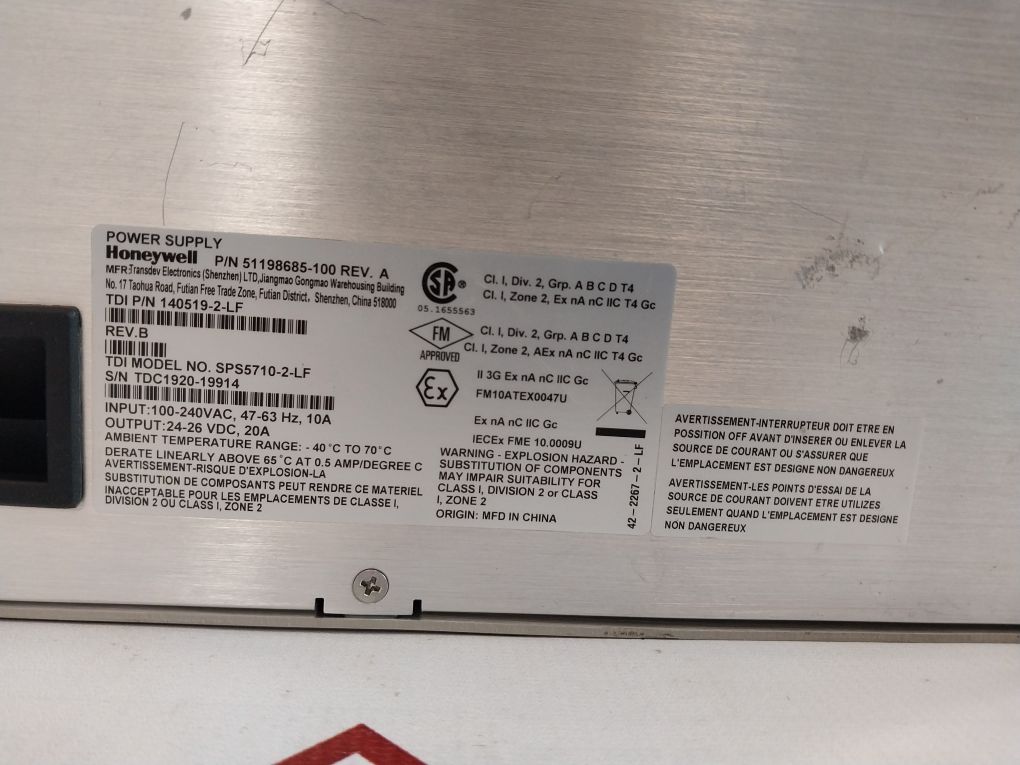 POWER SUPPLY
Honeywell P/N 51198685-100 REV. A
MFR:Transdev Electronics (Shenzhen) LTD,Jiangmao Gongmao Warehousing Building
No. 17 Taohua Road, Futian Free Trade Zone, Futian District, Shenzhen, China 518000
TDI P/N 140519-2-LF
REV.B
TDI MODEL NO. SPS5710-2-LF
S/N TDC1920-19914
INPUT:100-240VAC, 47-63 Hz, 10A
OUTPUT:24-26 VDC, 20A
AMBIENT TEMPERATURE RANGE: - 40°C TO 70°C
DERATE LINEARLY ABOVE 65°C AT 0.5 AMP/DEGREE C
AVERTISSEMENT-RISQUE D'EXPLOSION-LA
SUBSTITUTION DE COMPOSANTS PEUT RENDRE CE MATERIEL
INACCEPTABLE POUR LES EMPLACEMENTS DE CLASSE I,
DIVISION 2 OU CLASS I, ZONE 2
SA ®
05.1655563
Cl. I, Div. 2, Grp. A B C D T4
Cl. I, Zone 2, Ex nA nC IIC T4 Gc
FM
APPROVED
Cl. I, Div. 2, Grp. A B C D T4
Cl. I, Zone 2, AEx nA nC IIC T4 Gc
Ex
II 3G Ex nA nC IIC Gc
FM10ATEX0047U
Ex nA nC IIC Gc
IECEx FME 10.0009U
WARNING - EXPLOSION HAZARD -
SUBSTITUTION OF COMPONENTS
MAY IMPAIR SUITABILITY FOR
CLASS I, DIVISION 2 or CLASS
I, ZONE 2
ORIGIN: MFD IN CHINA
42-2267-2-LF
AVERTISSEMENT-INTERRUPTEUR DOIT ETRE EN
POSSITION OFF AVANT D'INSERER OU ENLEVER LA
SOURCE DE COURANT OU S'ASSURER QUE
L'EMPLACEMENT EST DESIGNE NON DANGEREUX
AVERTISSEMENT-LES POINTS D'ESSAI DE LA
SOURCE DE COURANT DOIVENT ETRE UTILIZES
SEULEMENT QUAND L'EMPLACEMENT EST DESIGNE
NON DANGEREUX